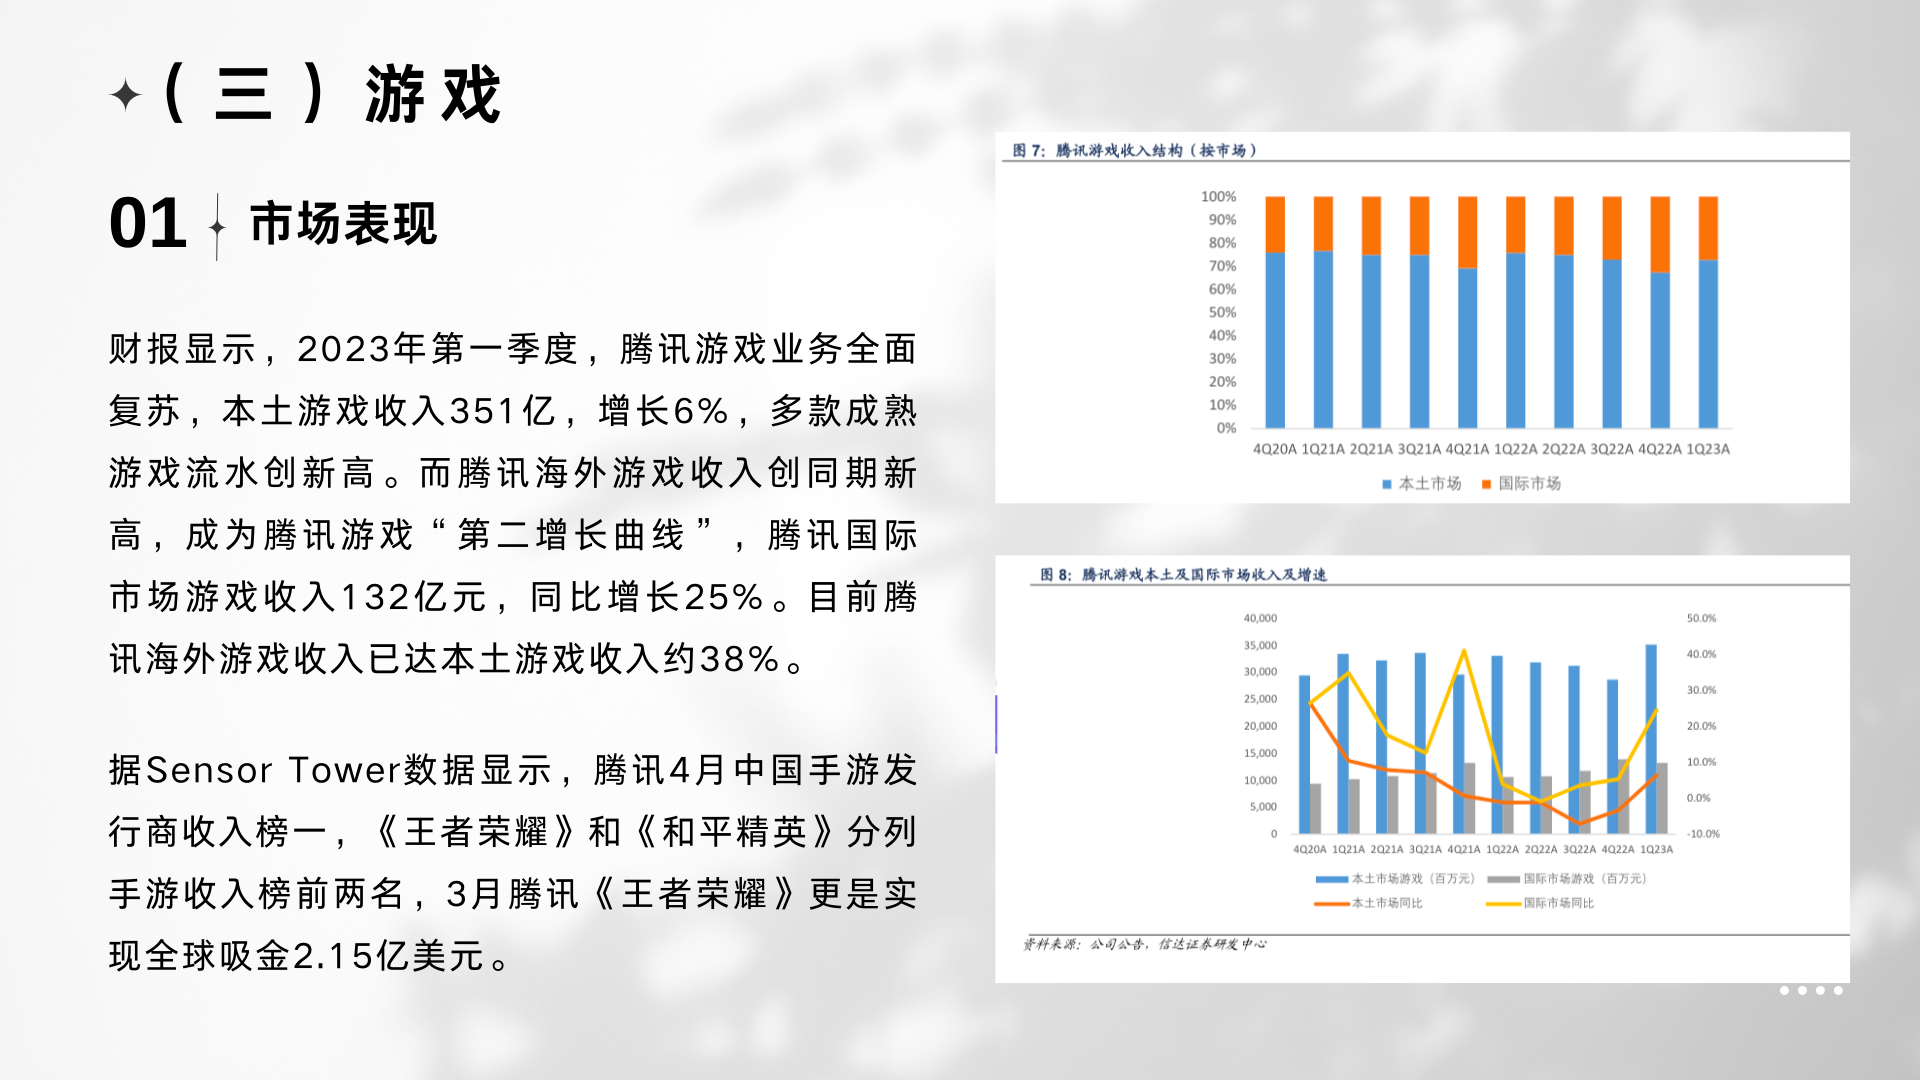 （三）游戏
01 市场表现
财报显示，2023年第一季度，腾讯游戏业务全面
复苏，本土游戏收入351亿，增长6%，多款成熟
游戏流水创新高。而腾讯海外游戏收入创同期新
高，成为腾讯游戏“第二增长曲线”，腾讯国际
市场游戏收入132亿元，同比增长25%。目前腾
讯海外游戏收入已达本土游戏收入约38%。
据Sensor Tower数据显示，腾讯4月中国手游发
行商收入榜一，《王者荣耀》和《和平精英》分列
手游收入榜前两名，3月腾讯《王者荣耀》更是实
现全球吸金2.15亿美元。
图 7：腾讯游戏收入结构（按市场）
100%
90%
80%
70%
60%
50%
40%
30%
20%
10%
0%
4Q20A 1Q21A 2Q21A 3Q21A 4Q21A 1Q22A 2Q22A 3Q22A 4Q22A 1Q23A
本土市场 国际市场
图 8：腾讯游戏本土及国际市场收入及增速
40,000
35,000
30,000
25,000
20,000
15,000
10,000
5,000
0
50.0%
40.0%
30.0%
20.0%
10.0%
0.0%
-10.0%
4Q20A 1Q21A 2Q21A 3Q21A 4Q21A 1Q22A 2Q22A 3Q22A 4Q22A 1Q23A
本土市场游戏（百万元） 国际市场游戏（百万元）
本土市场同比 国际市场同比
资料来源：公司公告，信达证券研发中心